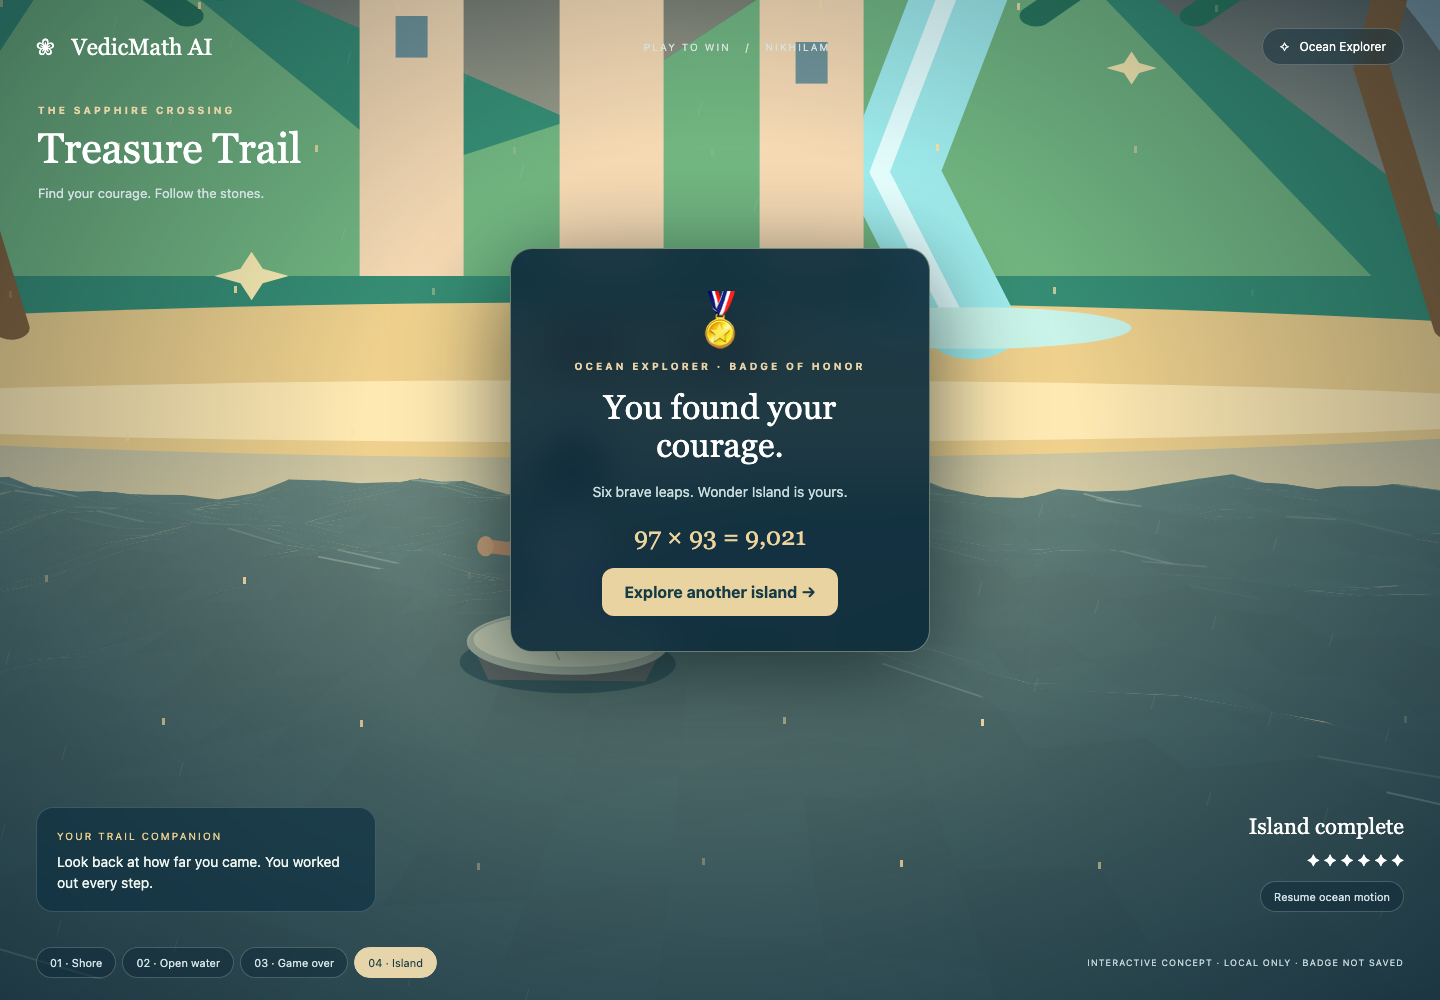 VedicMath AI
PLAY TO WIN / NIKHILAM
Ocean Explorer
THE SAPPHIRE CROSSING
Treasure Trail
Find your courage. Follow the stones.
OCEAN EXPLORER · BADGE OF HONOR
You found your
courage.
Six brave leaps. Wonder Island is yours.
97 × 93 = 9,021
Explore another island →
YOUR TRAIL COMPANION
Look back at how far you came. You worked
out every step.
Island complete
Resume ocean motion
01 · Shore
02 · Open water
03 · Game over
04 · Island
INTERACTIVE CONCEPT · LOCAL ONLY · BADGE NOT SAVED